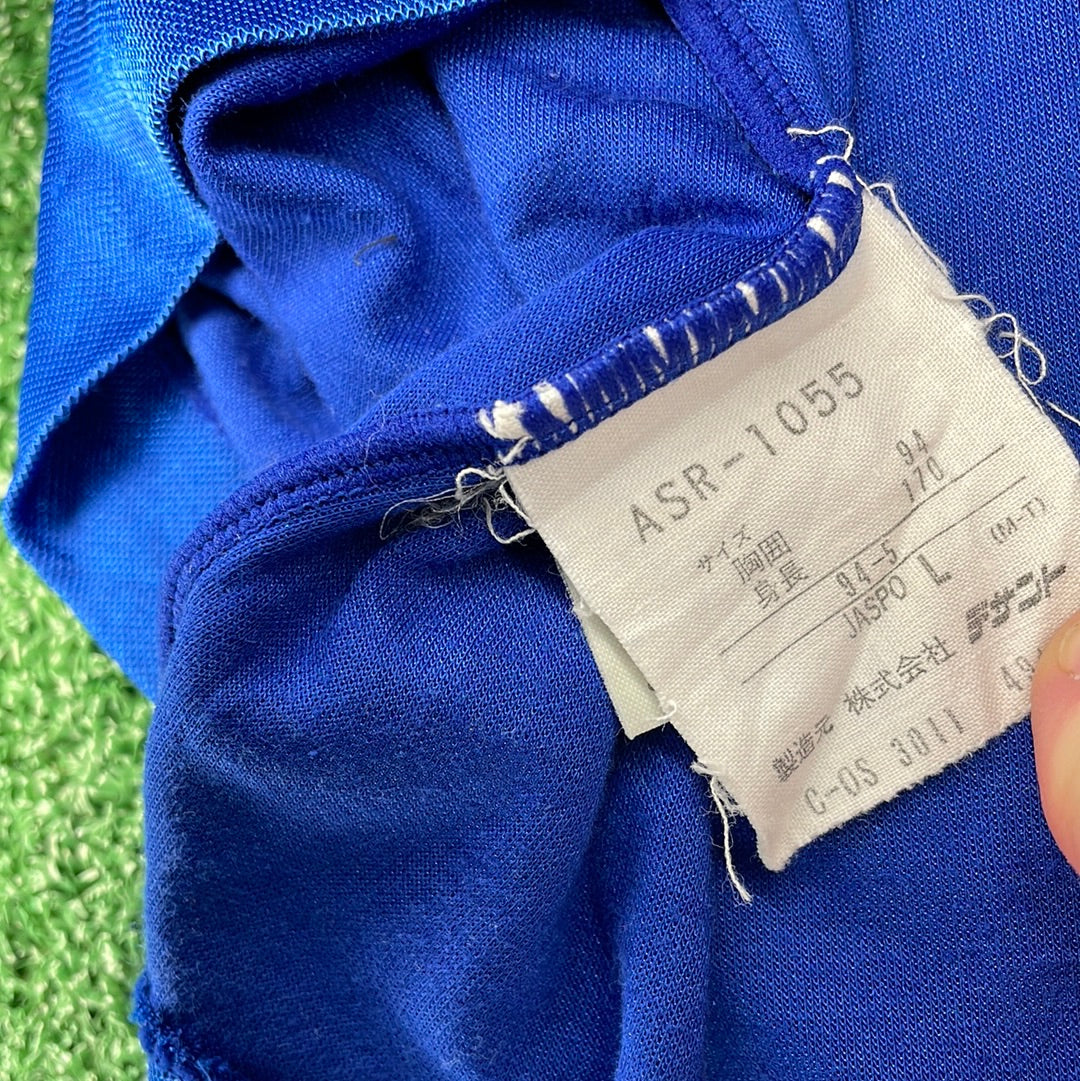 ASR-1055
サイズ
胸囲 94
身長 170
94-5 (M-T)
JASPO L
製造元 株式会社 デサント
C-OS 3011